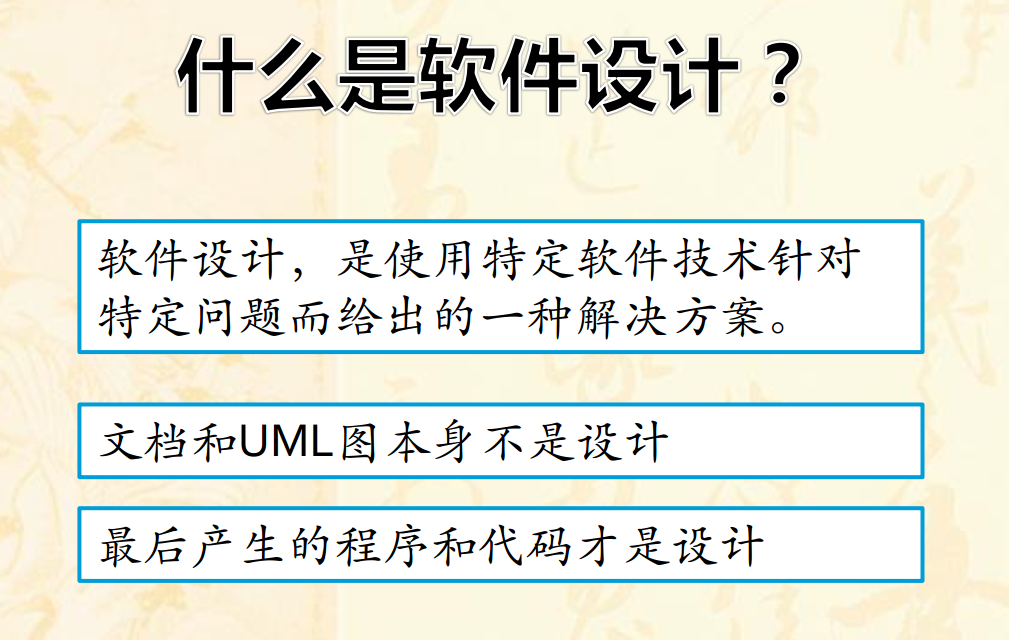 什么是软件设计？
软件设计，是使用特定软件技术针对
特定问题而给出的一种解决方案。
文档和UML图本身不是设计
最后产生的程序和代码才是设计